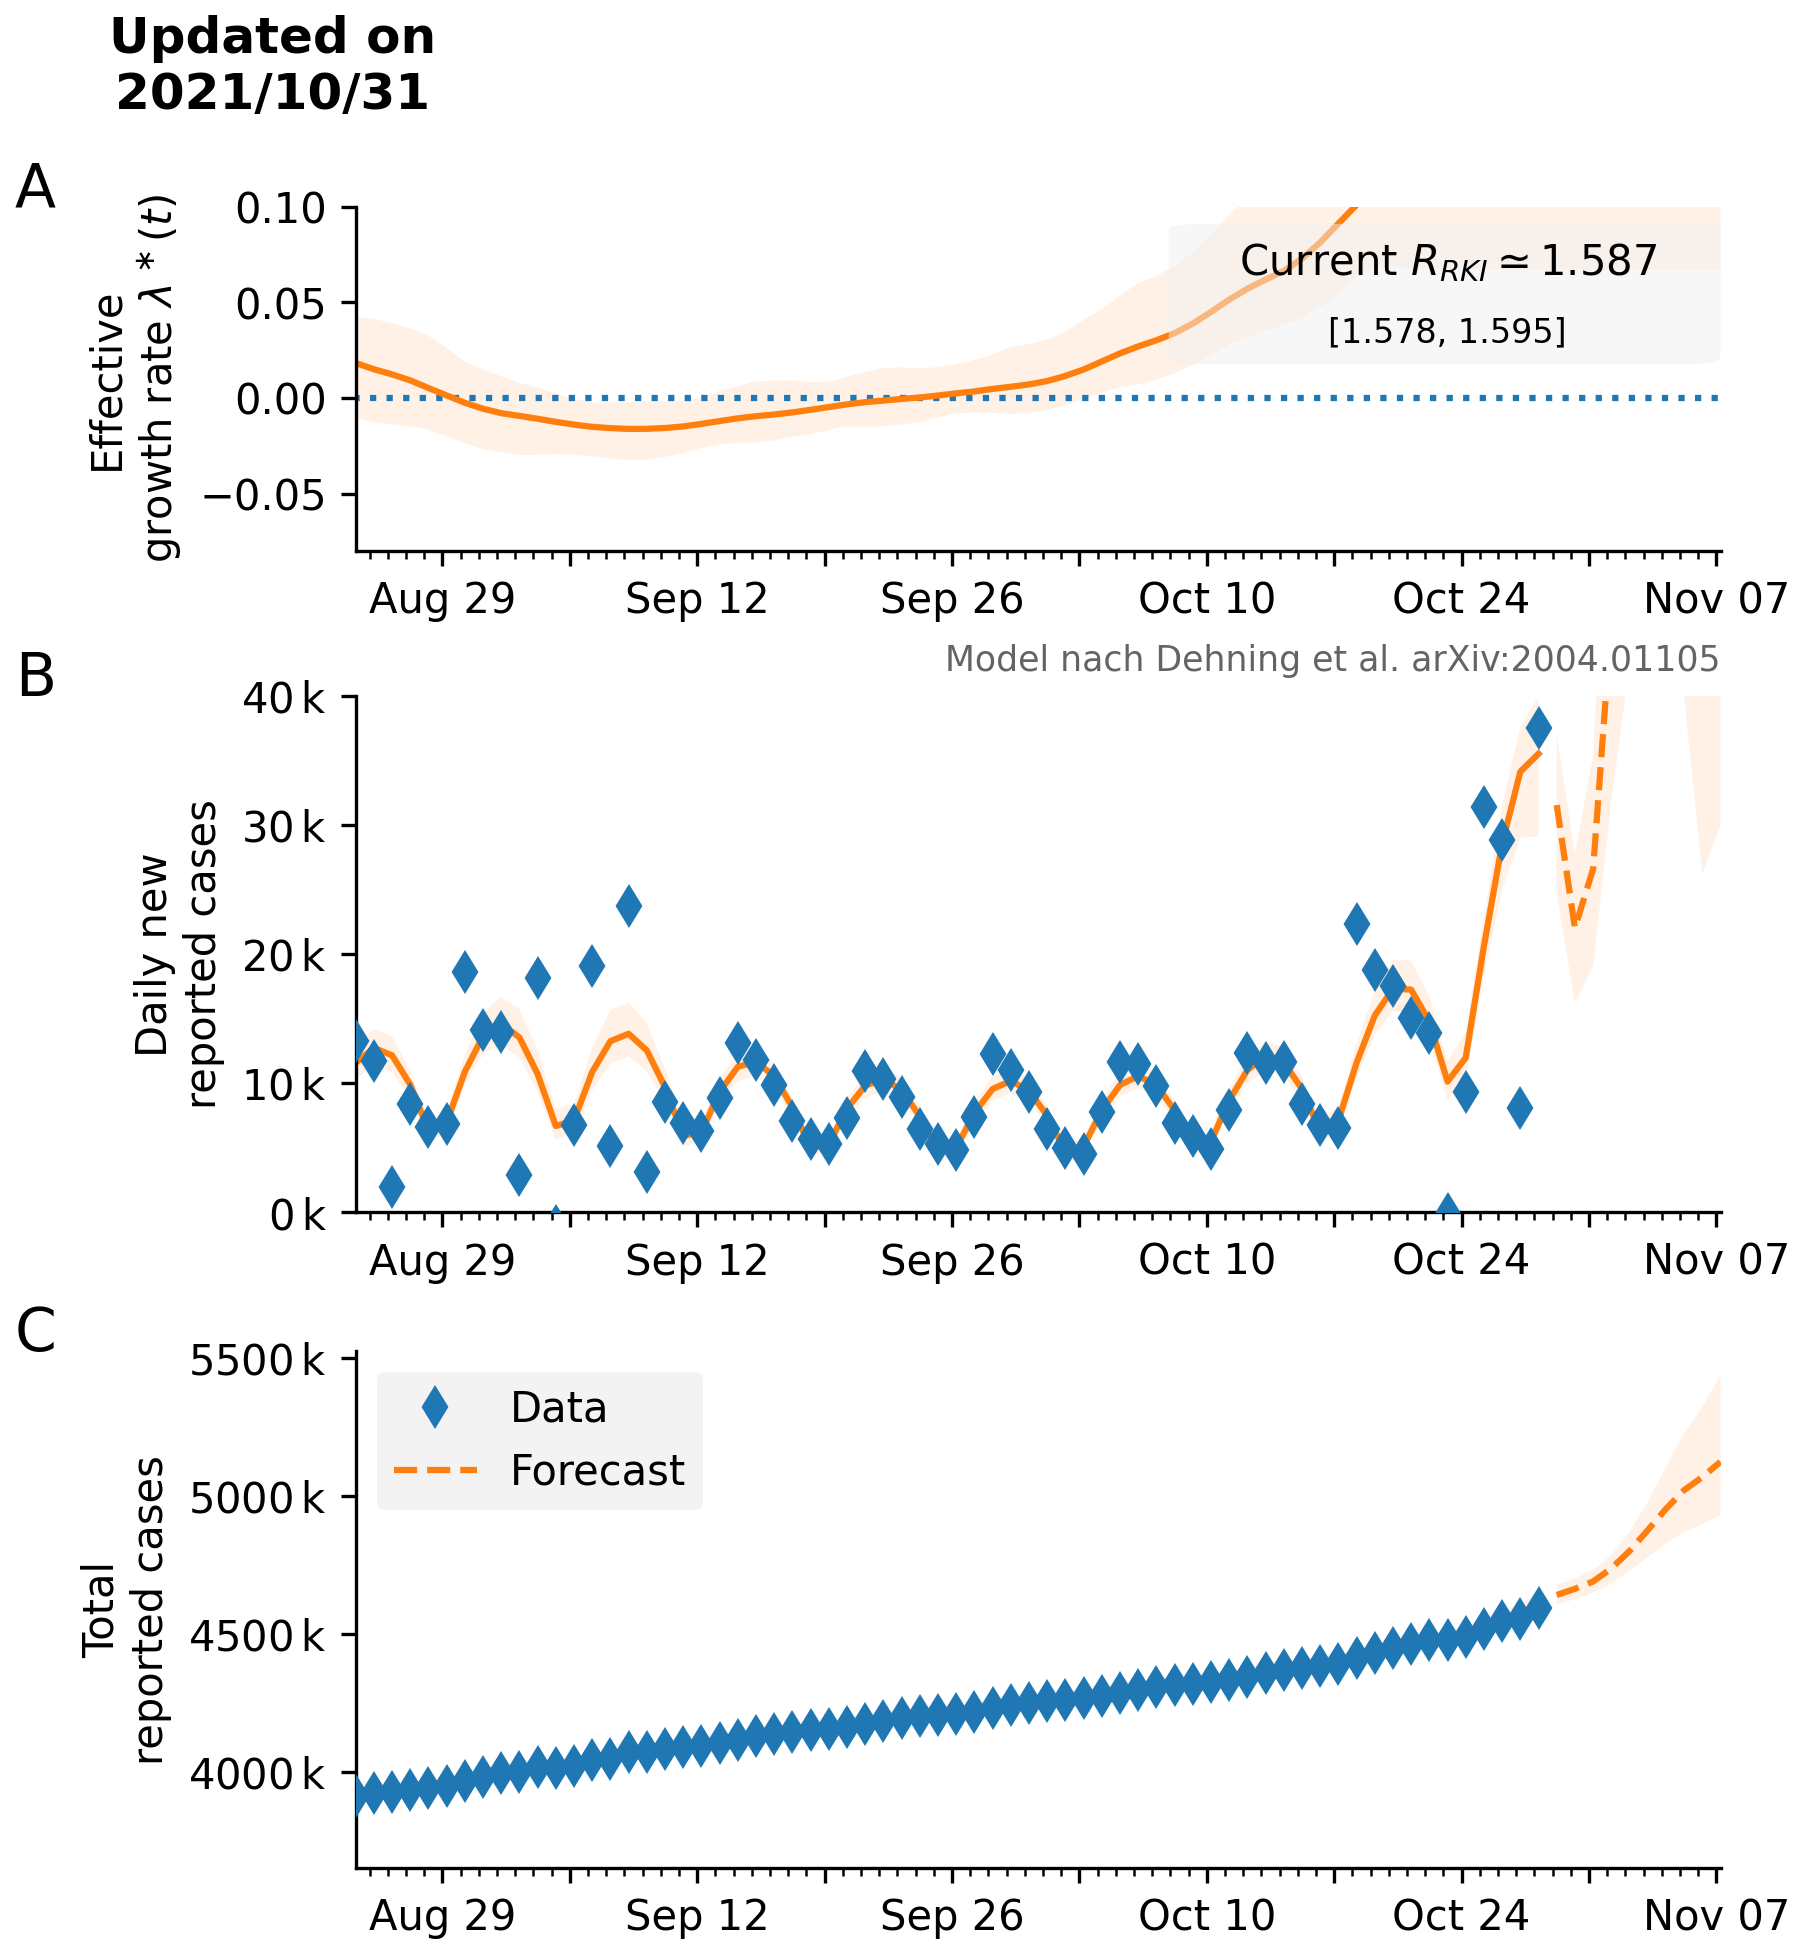 Updated on
2021/10/31
A
Effective
growth rate λ * (t)
0.10
0.05
0.00
−0.05
Current R_RKI ≃ 1.587
[1.578, 1.595]
Aug 29 Sep 12 Sep 26 Oct 10 Oct 24 Nov 07
Model nach Dehning et al. arXiv:2004.01105
B
Daily new
reported cases
40 k
30 k
20 k
10 k
0 k
Aug 29 Sep 12 Sep 26 Oct 10 Oct 24 Nov 07
C
Total
reported cases
5500 k
5000 k
4500 k
4000 k
Data
Forecast
Aug 29 Sep 12 Sep 26 Oct 10 Oct 24 Nov 07